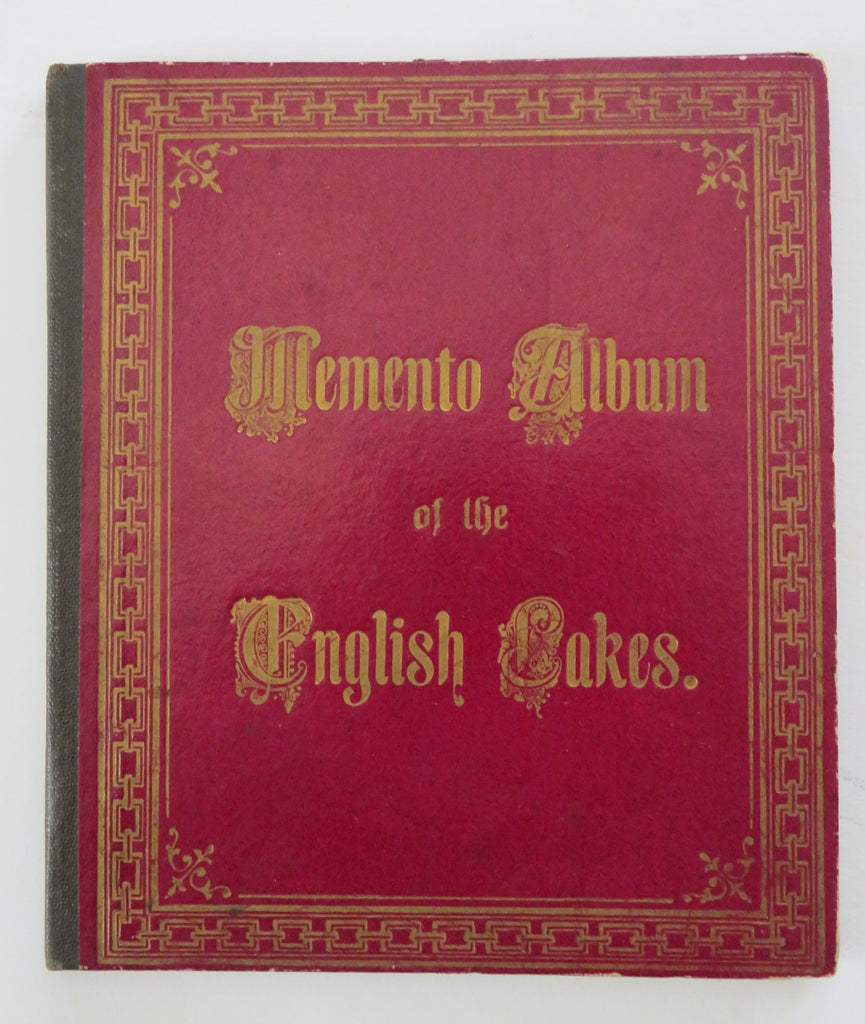 Memento Album
of the
English Lakes.